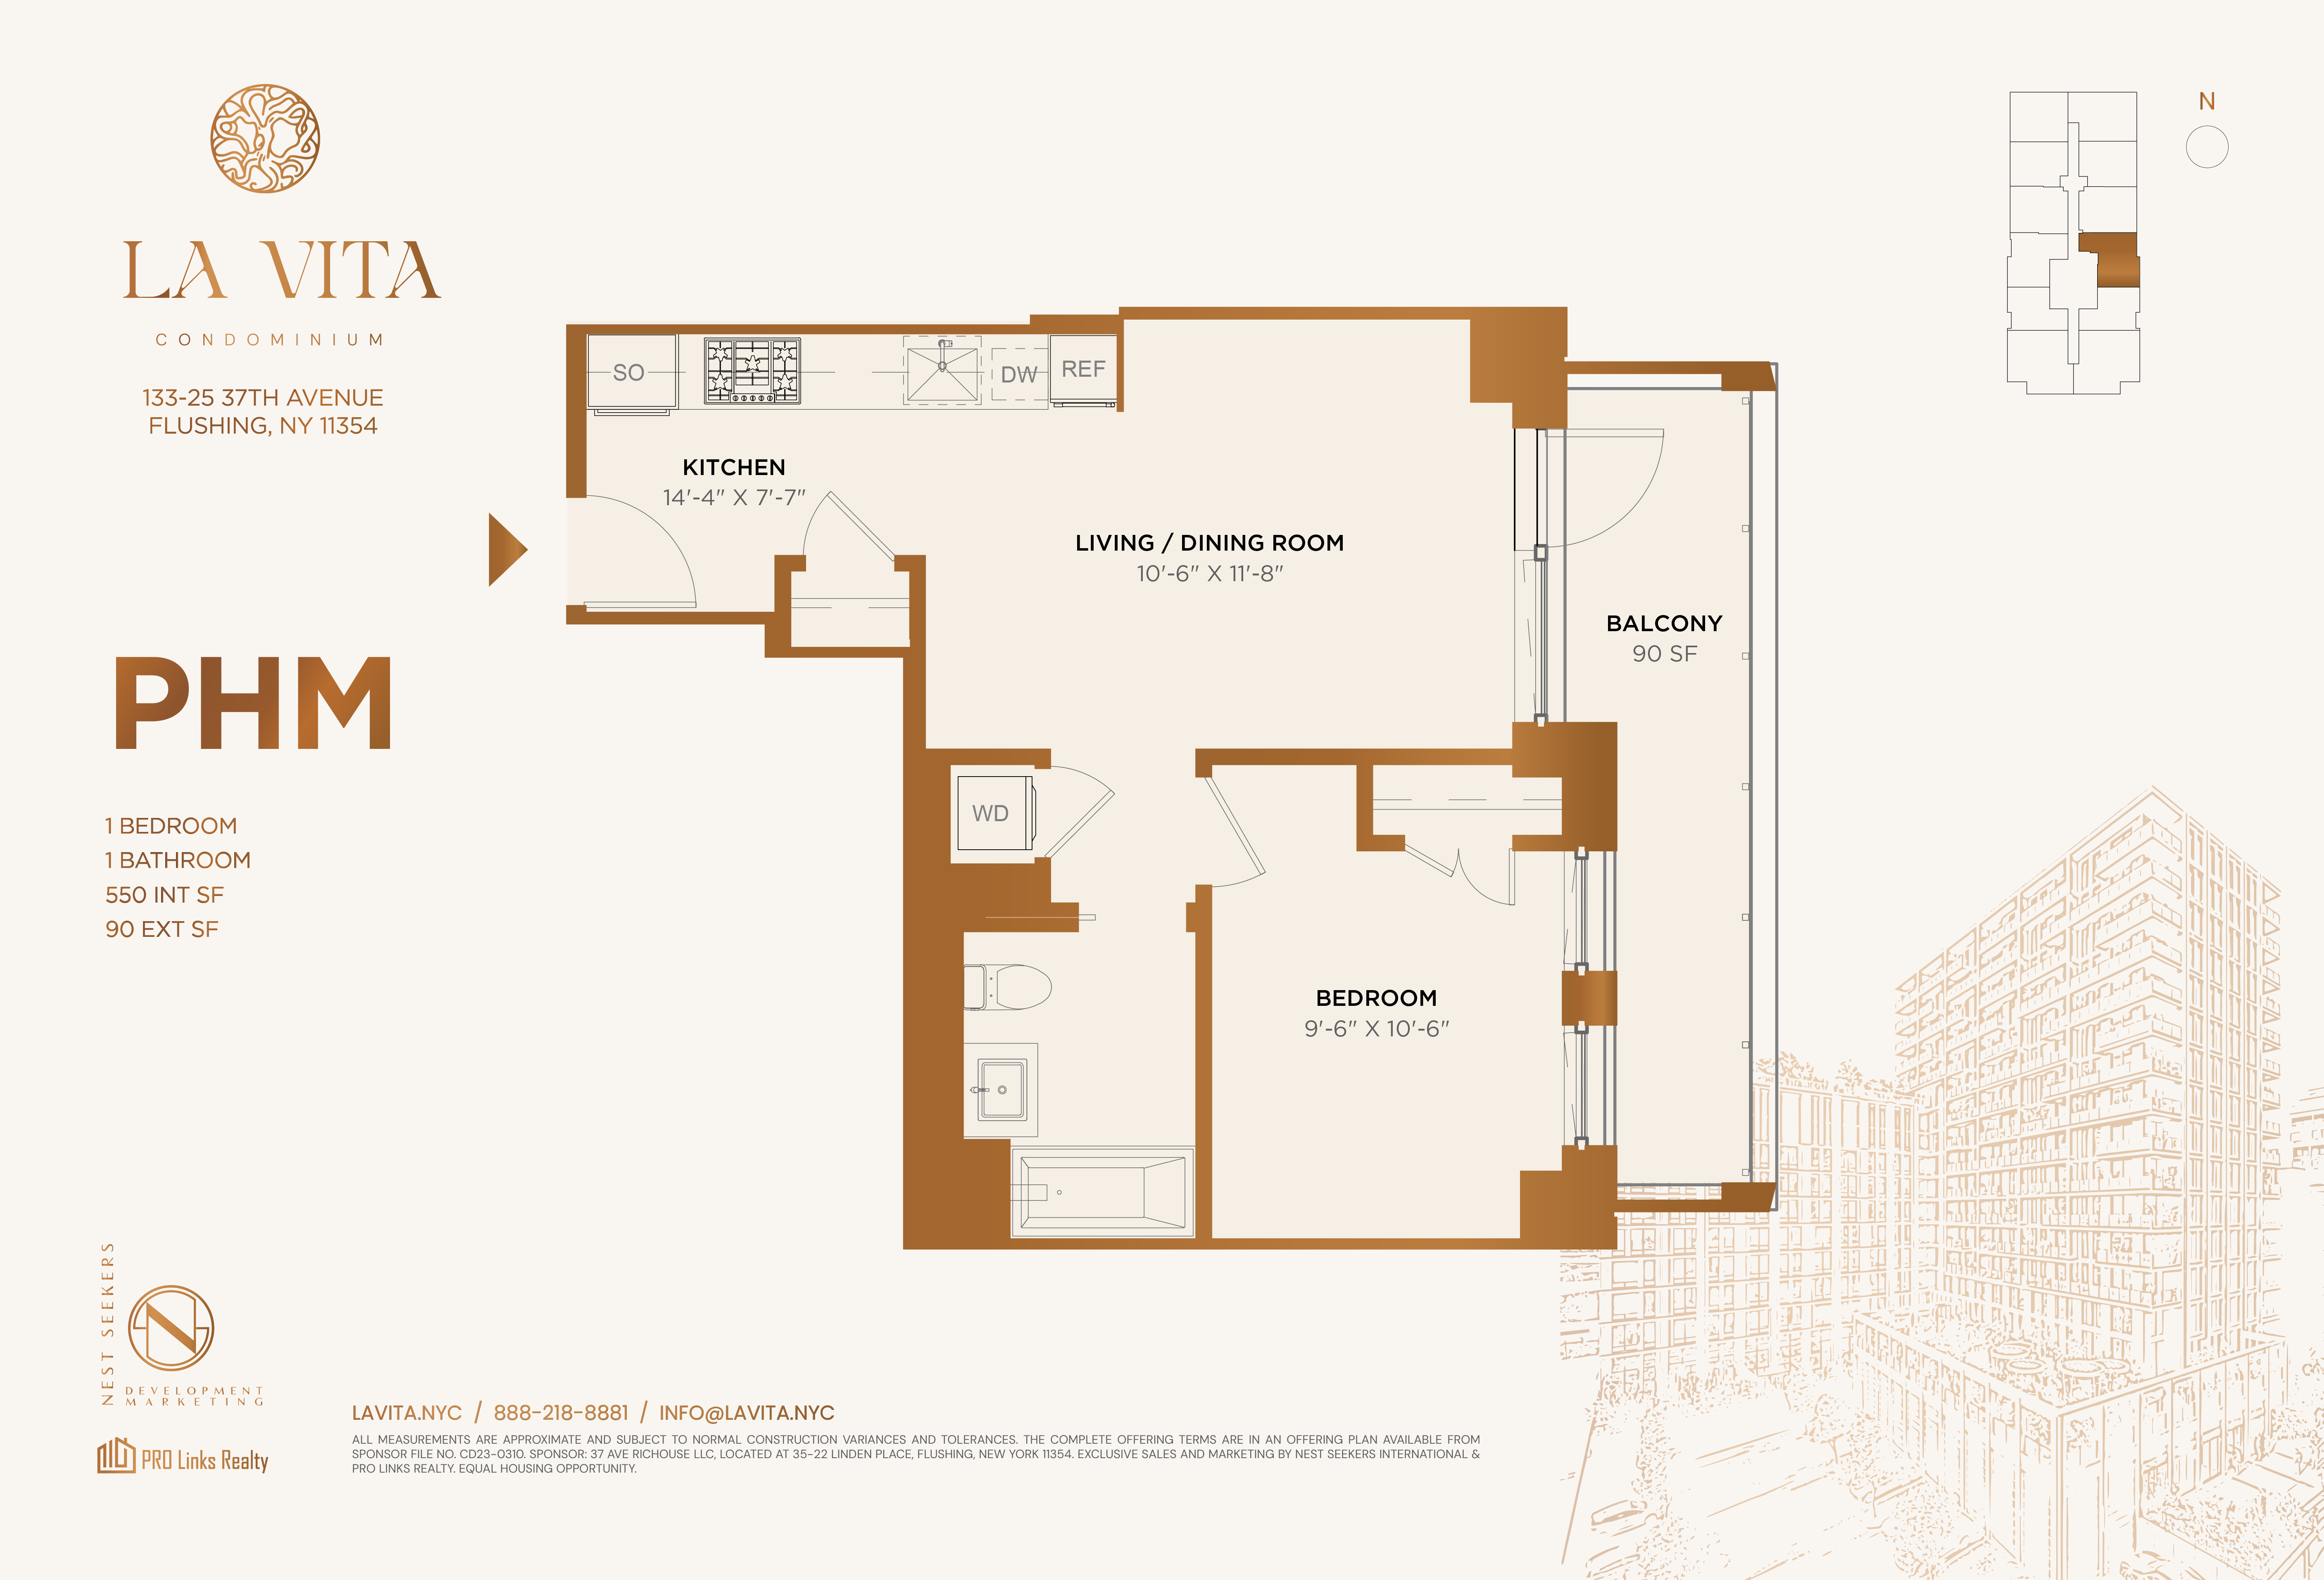 LA VITA
CONDOMINIUM
133-25 37TH AVENUE
FLUSHING, NY 11354
PHM
1 BEDROOM
1 BATHROOM
550 INT SF
90 EXT SF
N
SO
DW
REF
KITCHEN
14'-4" X 7'-7"
LIVING / DINING ROOM
10'-6" X 11'-8"
BALCONY
90 SF
WD
BEDROOM
9'-6" X 10'-6"
NEST SEEKERS
N
DEVELOPMENT
MARKETING
PRO Links Realty
LAVITA.NYC / 888-218-8881 / INFO@LAVITA.NYC
ALL MEASUREMENTS ARE APPROXIMATE AND SUBJECT TO NORMAL CONSTRUCTION VARIANCES AND TOLERANCES. THE COMPLETE OFFERING TERMS ARE IN AN OFFERING PLAN AVAILABLE FROM
SPONSOR FILE NO. CD23-0310. SPONSOR: 37 AVE RICHOUSE LLC, LOCATED AT 35-22 LINDEN PLACE, FLUSHING, NEW YORK 11354. EXCLUSIVE SALES AND MARKETING BY NEST SEEKERS INTERNATIONAL &
PRO LINKS REALTY. EQUAL HOUSING OPPORTUNITY.